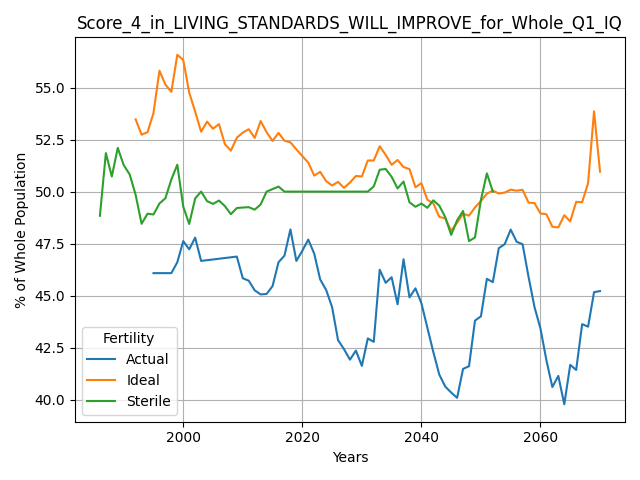 Score_4_in_LIVING_STANDARDS_WILL_IMPROVE_for_Whole_Q1_IQ
% of Whole Population
55.0
52.5
50.0
47.5
45.0
42.5
40.0
Fertility
Actual
Ideal
Sterile
2000
2020
2040
2060
Years